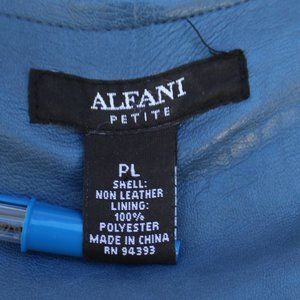 ALFANI
PETITE
PL
SHELL:
NON LEATHER
LINING:
100%
POLYESTER
MADE IN CHINA
RN 94393